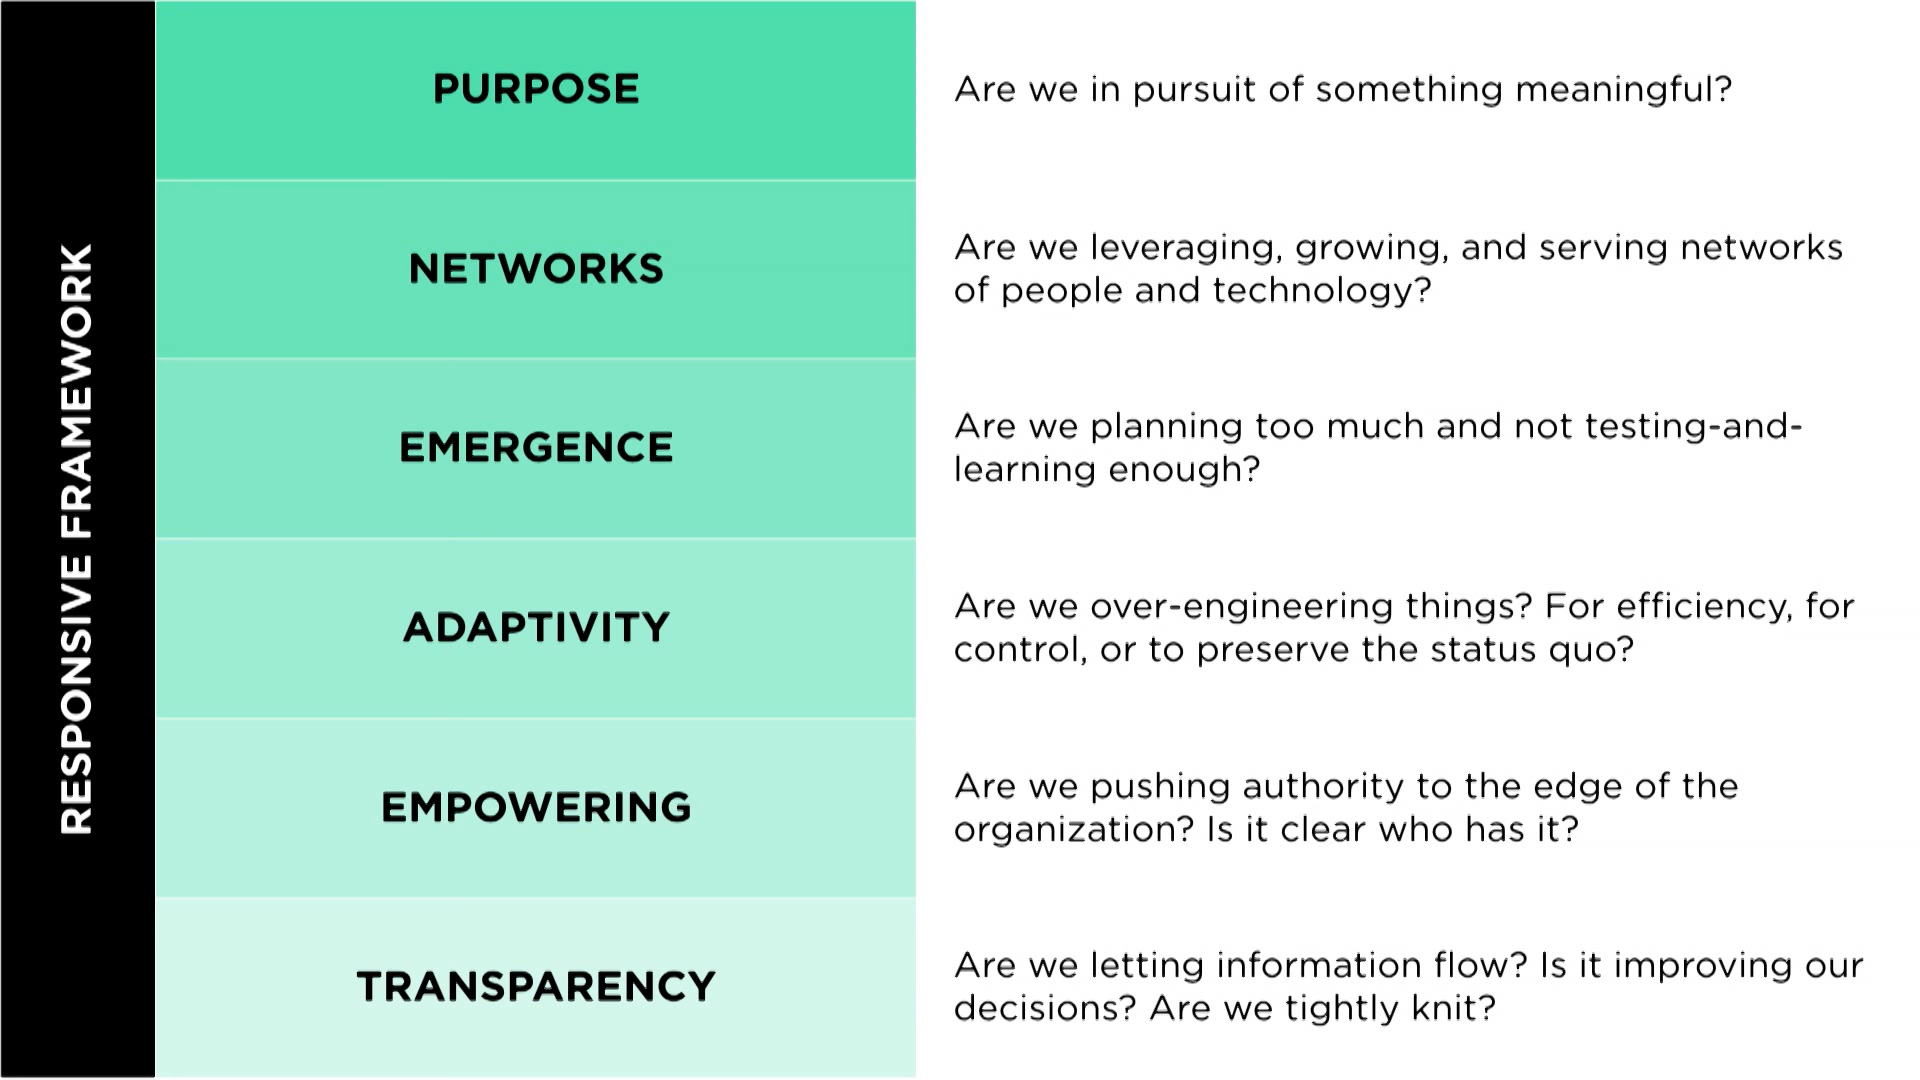 RESPONSIVE FRAMEWORK
PURPOSE
Are we in pursuit of something meaningful?
NETWORKS
Are we leveraging, growing, and serving networks
of people and technology?
EMERGENCE
Are we planning too much and not testing-and-
learning enough?
ADAPTIVITY
Are we over-engineering things? For efficiency, for
control, or to preserve the status quo?
EMPOWERING
Are we pushing authority to the edge of the
organization? Is it clear who has it?
TRANSPARENCY
Are we letting information flow? Is it improving our
decisions? Are we tightly knit?